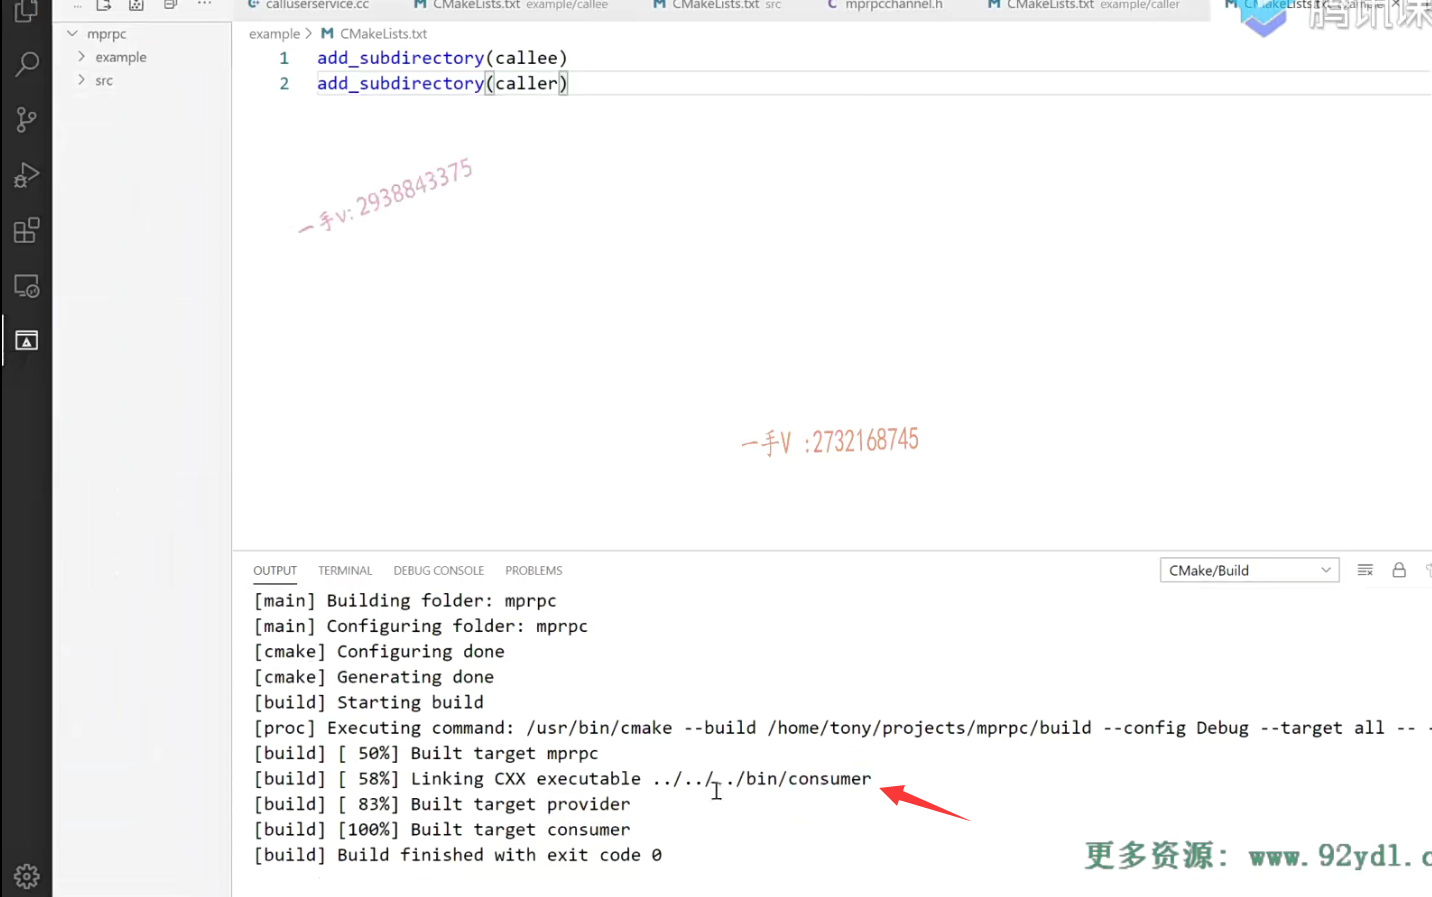 calluserservice.cc
CMakeLists.txt example/callee
CMakeLists.txt src
mprpcchannel.h
CMakeLists.txt example/caller
CMakeLists.txt
腾讯课
mprpc
example
src
example > CMakeLists.txt
1 add_subdirectory(callee)
2 add_subdirectory(caller)
一手v: 2938843375
一手V :2732168745
OUTPUT TERMINAL DEBUG CONSOLE PROBLEMS
CMake/Build
[main] Building folder: mprpc
[main] Configuring folder: mprpc
[cmake] Configuring done
[cmake] Generating done
[build] Starting build
[proc] Executing command: /usr/bin/cmake --build /home/tony/projects/mprpc/build --config Debug --target all -- -
[build] [ 50%] Built target mprpc
[build] [ 58%] Linking CXX executable ../../../bin/consumer
[build] [ 83%] Built target provider
[build] [100%] Built target consumer
[build] Build finished with exit code 0
更多资源: www.92ydl.c